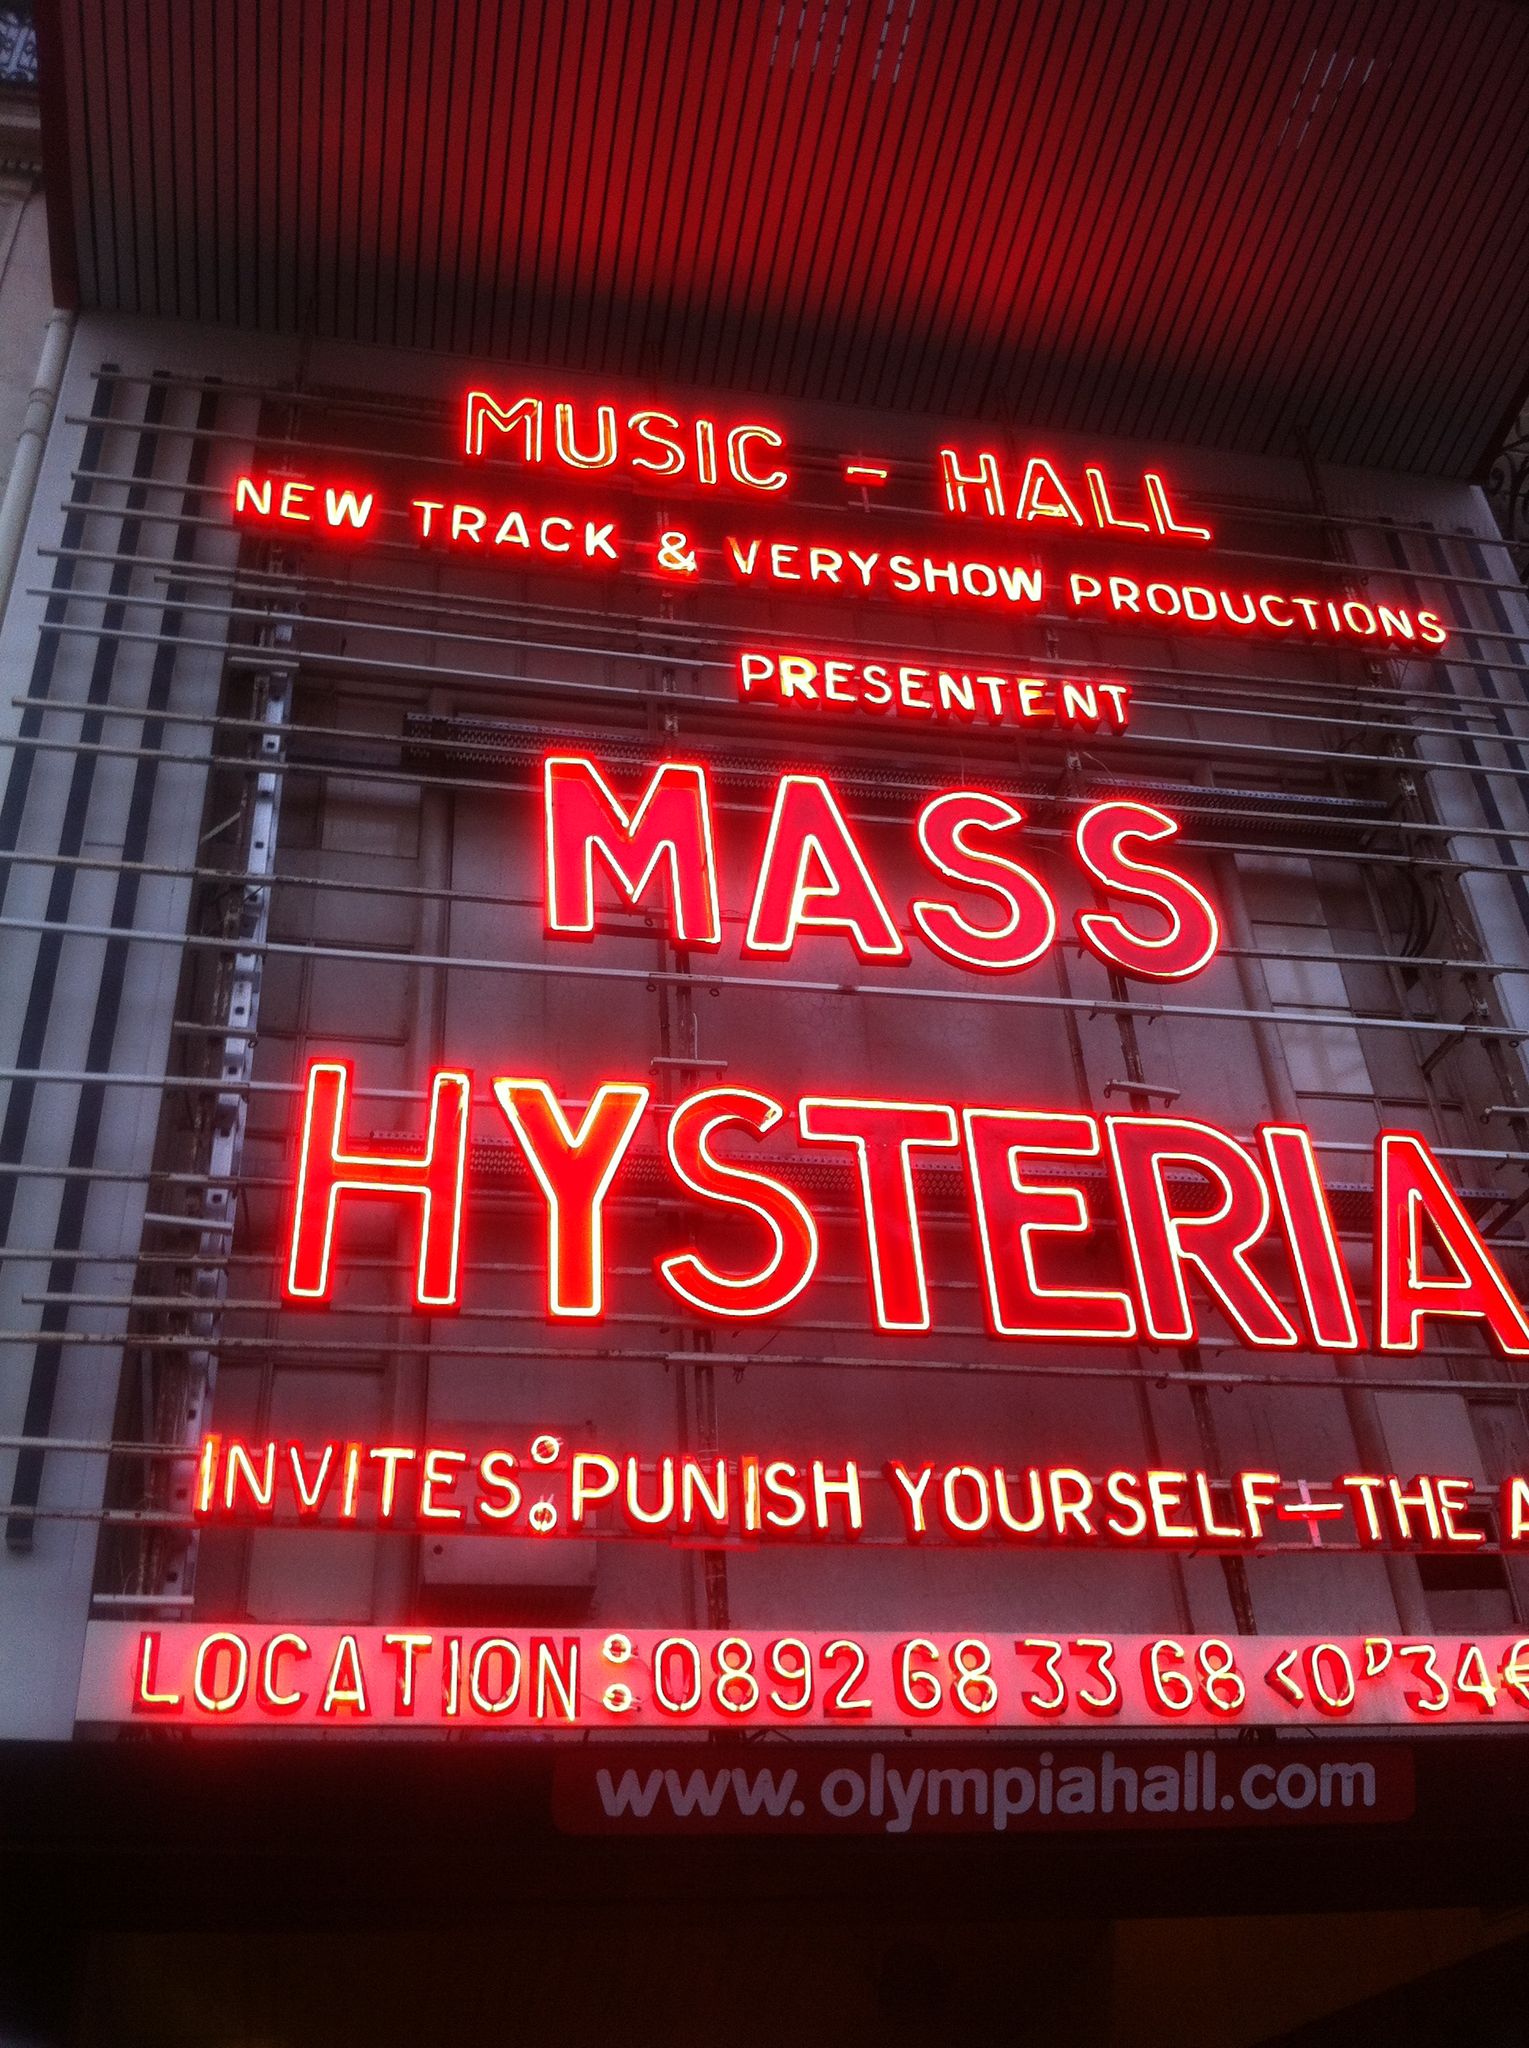 MUSIC - HALL
NEW TRACK & VERYSHOW PRODUCTIONS
PRESENTENT
MASS
HYSTERIA
INVITES: PUNISH YOURSELF - THE
LOCATION: 0892 68 33 68 <0'34€
www.olympiahall.com